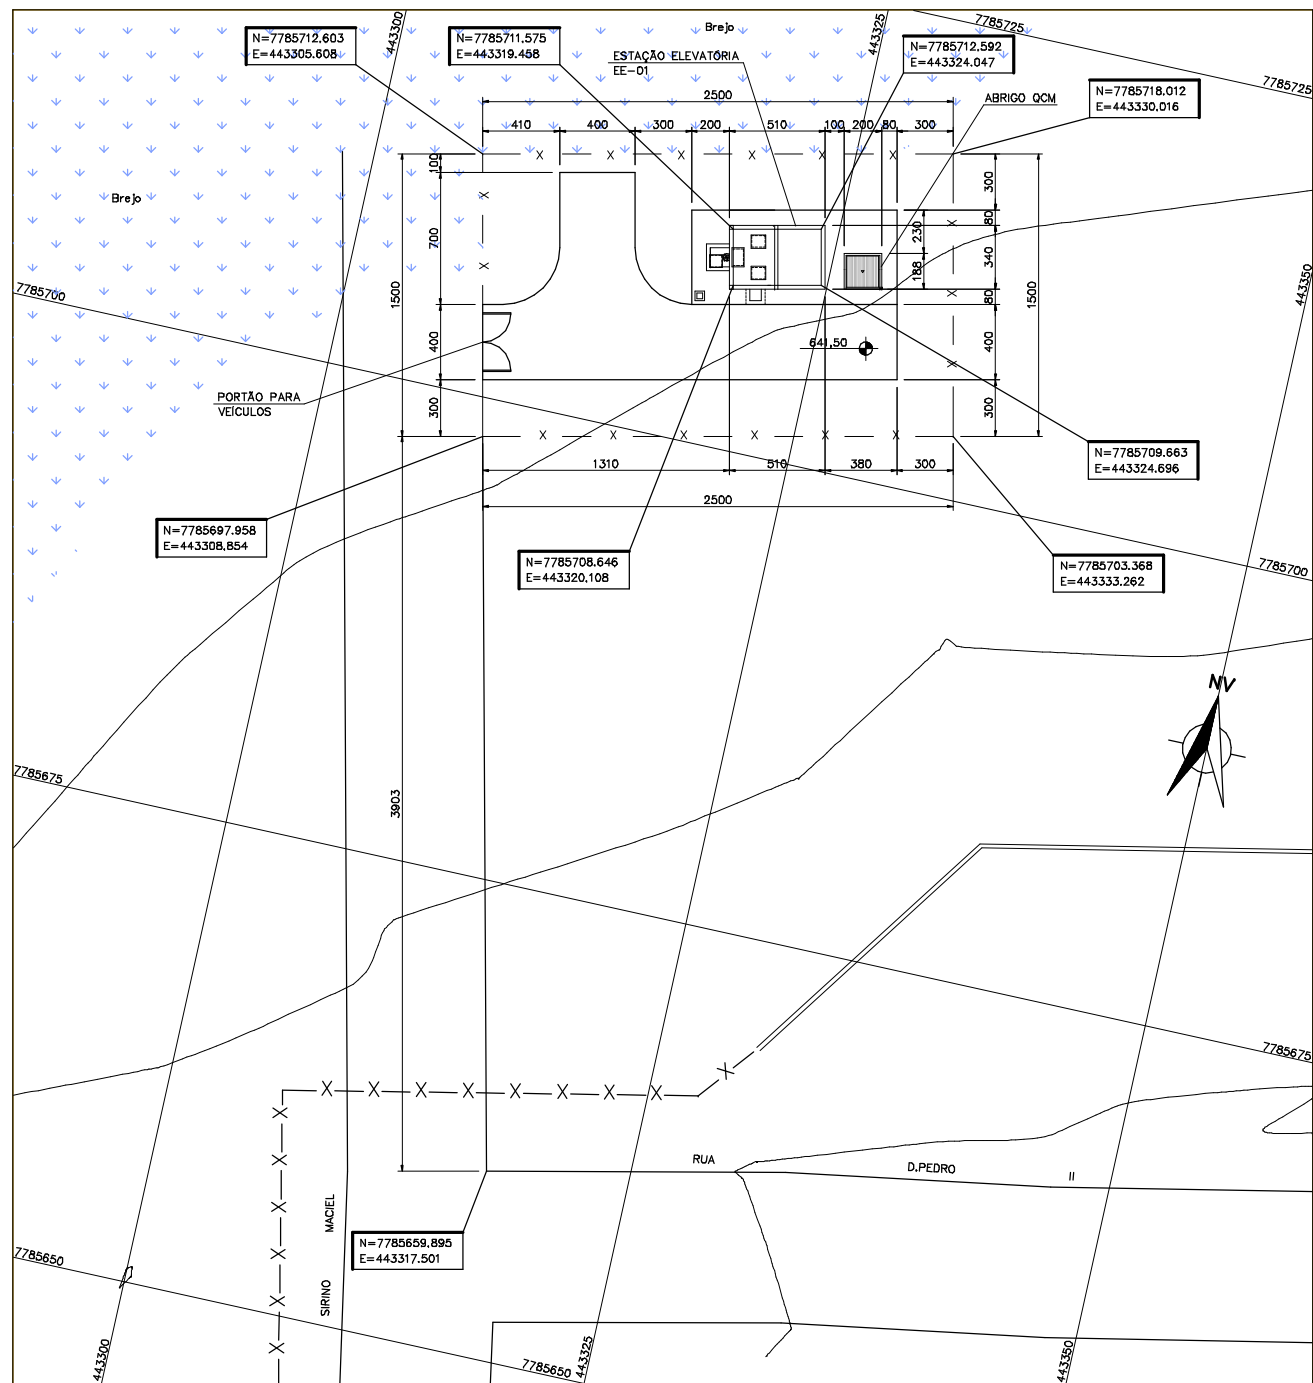 Brejo
443300
443325
7785725
N=7785712.603
E=443305.608
N=7785711.575
E=443319.458
ESTAÇÃO ELEVATÓRIA
EE-01
N=7785712.592
E=443324.047
7785725
N=7785718.012
E=443330.016
ABRIGO QCM
2500
410
400
300
200
510
100
200
80
300
Brejo
100
700
1500
400
300
300
80
230
340
188
80
1500
400
300
443350
7785700
641,50
PORTÃO PARA
VEÍCULOS
1310
510
380
300
2500
N=7785709.663
E=443324.696
N=7785697.958
E=443308.854
N=7785708.646
E=443320.108
N=7785703.368
E=443333.262
7785700
NV
7785675
3903
7785675
RUA
D.PEDRO
II
SIRINO
MACIEL
N=7785659.895
E=443317.501
7785650
443300
7785650
443325
443350